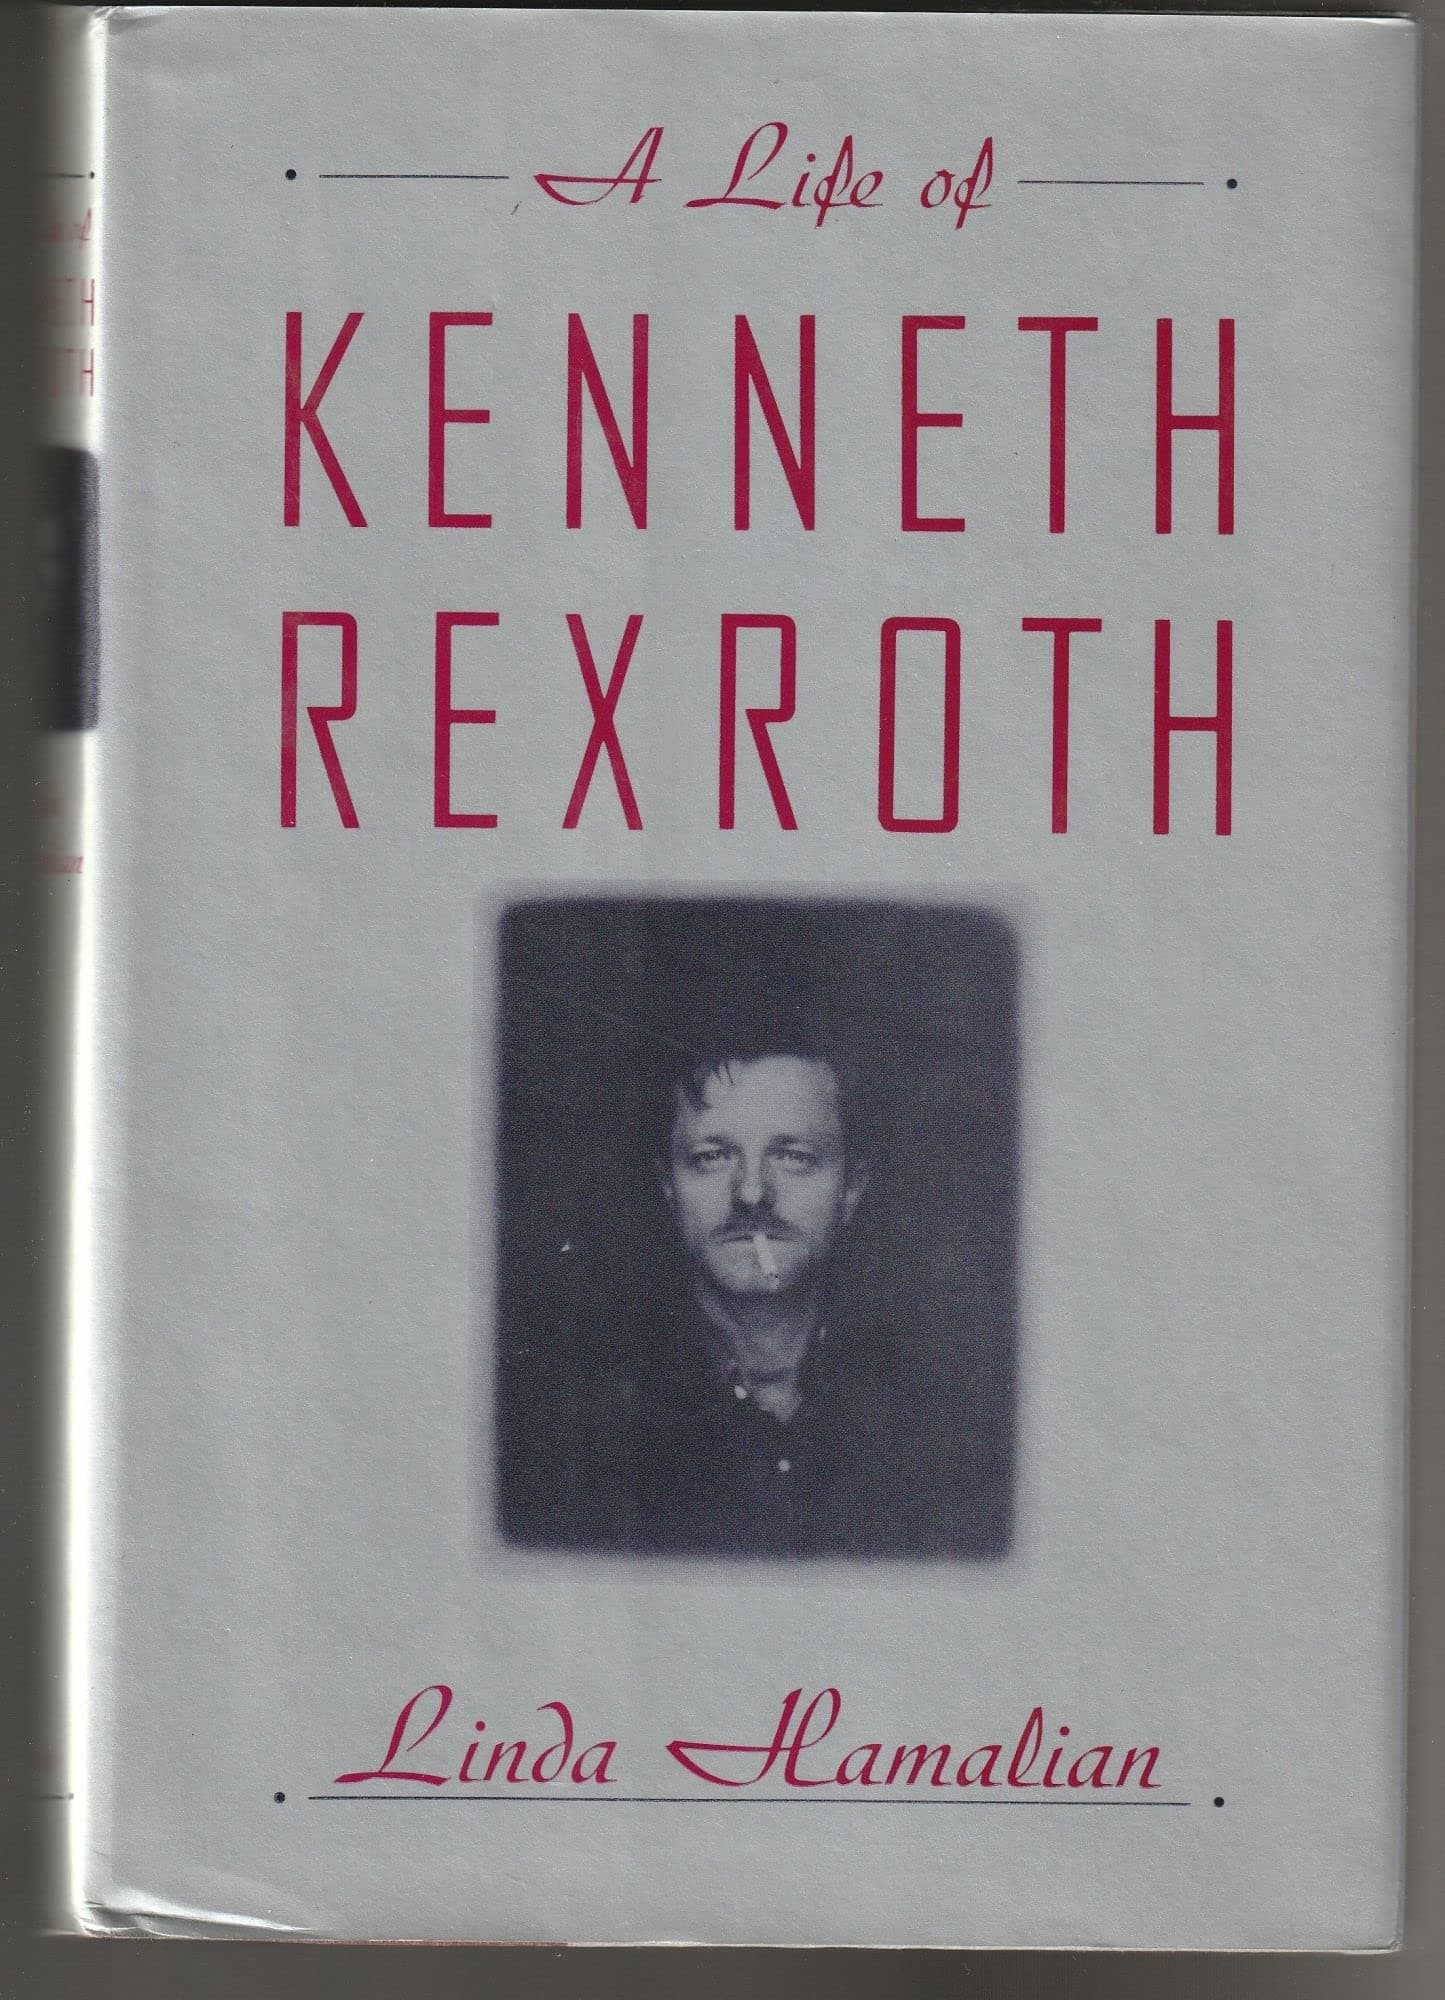 A Life of
KENNETH
REXROTH
Linda Hamalian